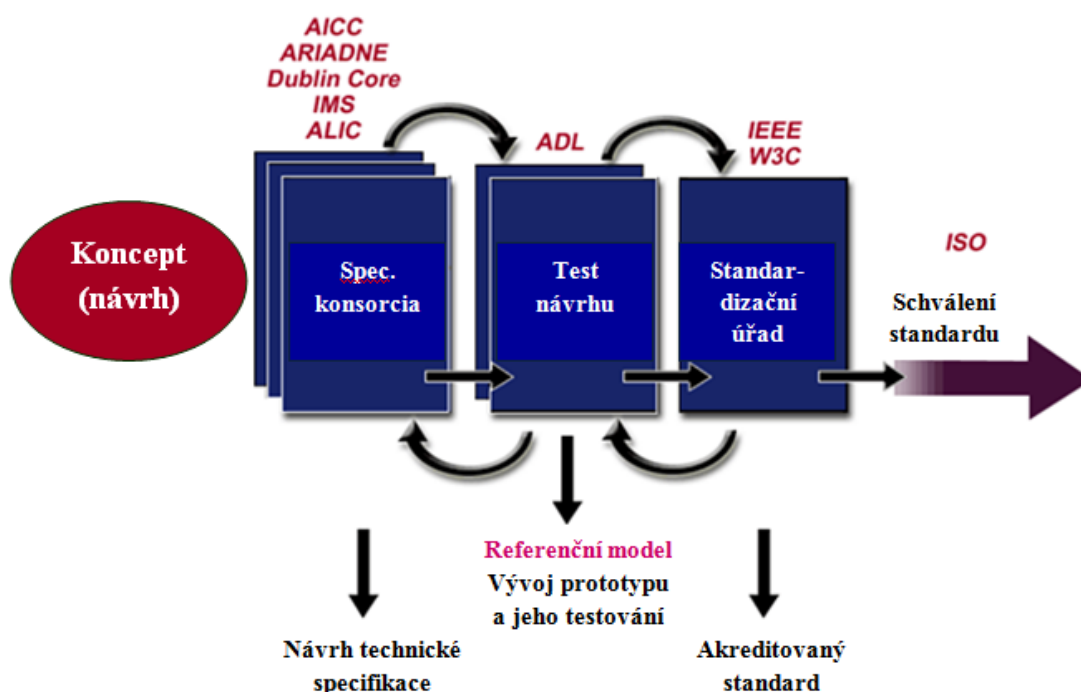 AICC
ARIADNE
Dublin Core
IMS
ALIC
ADL
IEEE
W3C
ISO
Koncept
(návrh)
Spec.
konsorcia
Test
návrhu
Standar-
dizační
úřad
Schválení
standardu
Referenční model
Vývoj prototypu
a jeho testování
Návrh technické
specifikace
Akreditovaný
standard